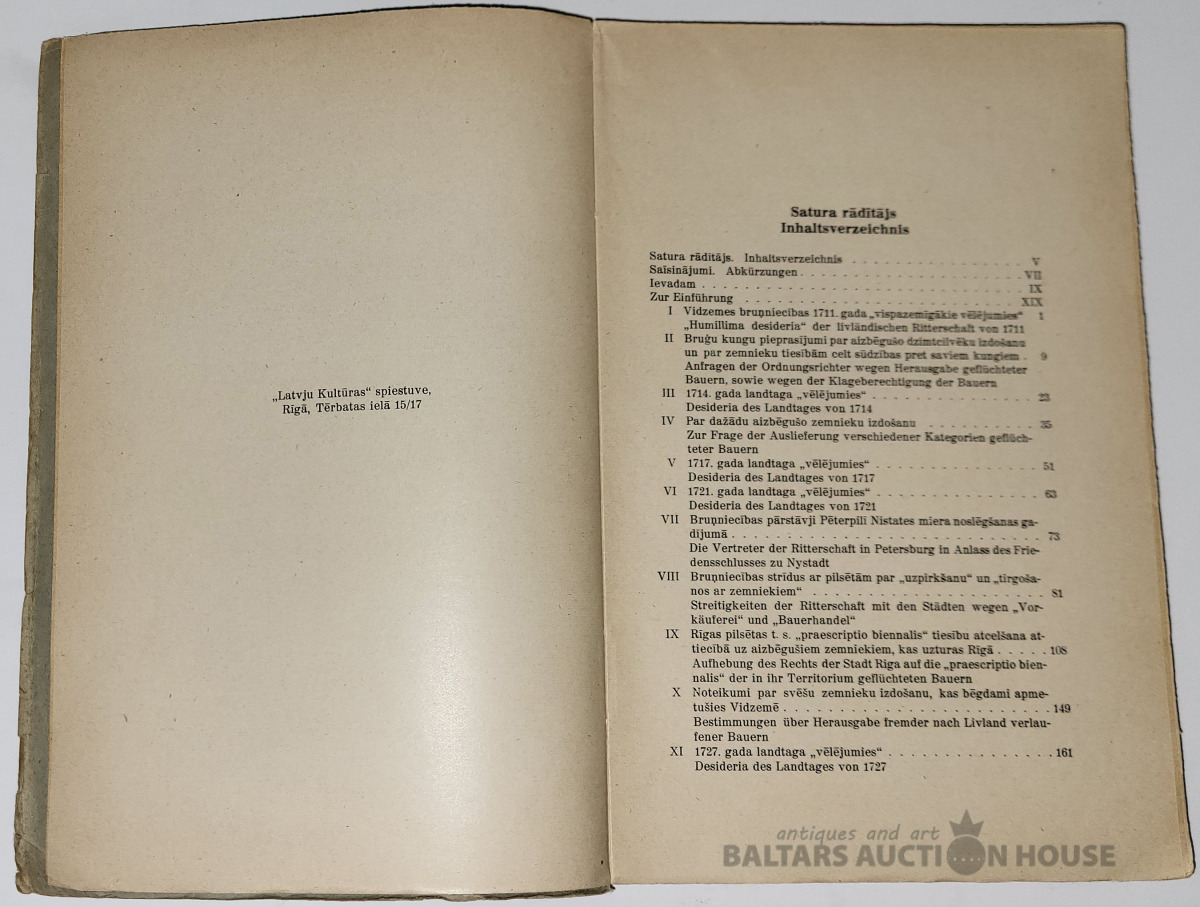 „Latvju Kultūras“ spiestuve,
Rīgā, Tērbatas ielā 15/17
Satura rādītājs
Inhaltsverzeichnis
Satura rādītājs. Inhaltsverzeichnis . . . . . . . . . . . . . . V
Saīsinājumi. Abkürzungen . . . . . . . . . . . . . . . . . VII
Ievadam . . . . . . . . . . . . . . . . . . . . . . . . . IX
Zur Einführung . . . . . . . . . . . . . . . . . . . . . XIX
I Vidzemes bruņniecības 1711. gada „vispazemīgākie vēlējumies“ 1
„Humillima desideria“ der livländischen Ritterschaft von 1711
II Bruģu kungu pieprasījumi par aizbēgušo dzimtcilvēku izdošanu
un par zemnieku tiesībām celt sūdzības pret saviem kungiem . 9
Anfragen der Ordnungsrichter wegen Herausgabe geflüchteter
Bauern, sowie wegen der Klageberechtigung der Bauern
III 1714. gada landtaga „vēlējumies“ . . . . . . . . . . . . . . . 23
Desideria des Landtages von 1714
IV Par dažādu aizbēgušo zemnieku izdošanu . . . . . . . . . . 35
Zur Frage der Auslieferung verschiedener Kategorien geflüch-
teter Bauern
V 1717. gada landtaga „vēlējumies“ . . . . . . . . . . . . . . . 51
Desideria des Landtages von 1717
VI 1721. gada landtaga „vēlējumies“ . . . . . . . . . . . . . . . 63
Desideria des Landtages von 1721
VII Bruņniecības pārstāvji Pēterpilī Nistates miera noslēgšanas ga-
dījumā . . . . . . . . . . . . . . . . . . . . . . . . . . . 73
Die Vertreter der Ritterschaft in Petersburg in Anlass des Frie-
densschlusses zu Nystadt
VIII Bruņniecības strīdus ar pilsētām par „uzpirkšanu“ un „tirgoša-
nos ar zemniekiem“ . . . . . . . . . . . . . . . . . . . . 81
Streitigkeiten der Ritterschaft mit den Städten wegen „Vor-
käuferei“ und „Bauerhandel“
IX Rīgas pilsētas t. s. „praescriptio biennalis“ tiesību atcelšana at-
tiecībā uz aizbēgušiem zemniekiem, kas uzturas Rīgā . . . . . 108
Aufhebung des Rechts der Stadt Riga auf die „praescriptio bien-
nalis“ der in ihr Territorium geflüchteten Bauern
X Noteikumi par svēšu zemnieku izdošanu, kas bēgdami apme-
tušies Vidzemē . . . . . . . . . . . . . . . . . . . . . . . 149
Bestimmungen über Herausgabe fremder nach Livland verlau-
fener Bauern
XI 1727. gada landtaga „vēlējumies“ . . . . . . . . . . . . . . . 161
Desideria des Landtages von 1727
antiques and art
BALTARS AUCTION HOUSE